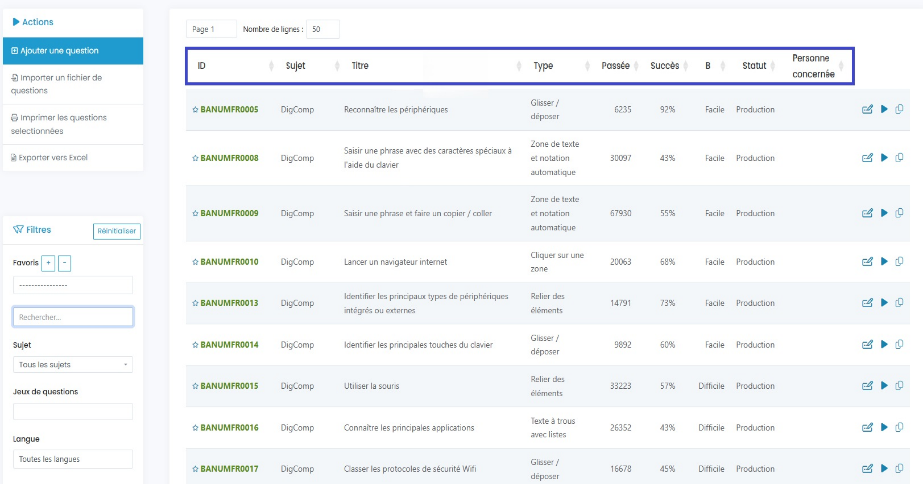 Actions
Ajouter une question
Importer un fichier de
questions
Imprimer les questions
selectionnées
Exporter vers Excel
Filtres
Réinitialiser
Favoris + -
----------------
Rechercher...
Sujet
Tous les sujets
Jeux de questions
Langue
Toutes les langues
Page 1 Nombre de lignes : 50
ID Sujet Titre Type Passée Succès B Statut Personne
concernée
BANUMFR0005 DigComp Reconnaître les périphériques Glisser /
déposer 6235 92% Facile Production
BANUMFR0008 DigComp Saisir une phrase avec des caractères spéciaux à
l'aide du clavier Zone de texte
et notation
automatique 30097 43% Facile Production
BANUMFR0009 DigComp Saisir une phrase et faire un copier / coller Zone de texte
et notation
automatique 67930 55% Facile Production
BANUMFR0010 DigComp Lancer un navigateur internet Cliquer sur une
zone 20063 68% Facile Production
BANUMFR0013 DigComp Identifier les principaux types de périphériques
intégrés ou externes Relier des
éléments 14791 73% Facile Production
BANUMFR0014 DigComp Identifier les principales touches du clavier Glisser /
déposer 9892 60% Facile Production
BANUMFR0015 DigComp Utiliser la souris Relier des
éléments 33223 57% Difficile Production
BANUMFR0016 DigComp Connaître les principales applications Texte à trous
avec listes 26352 43% Difficile Production
BANUMFR0017 DigComp Classer les protocoles de sécurité Wifi Glisser /
déposer 16678 45% Difficile Production